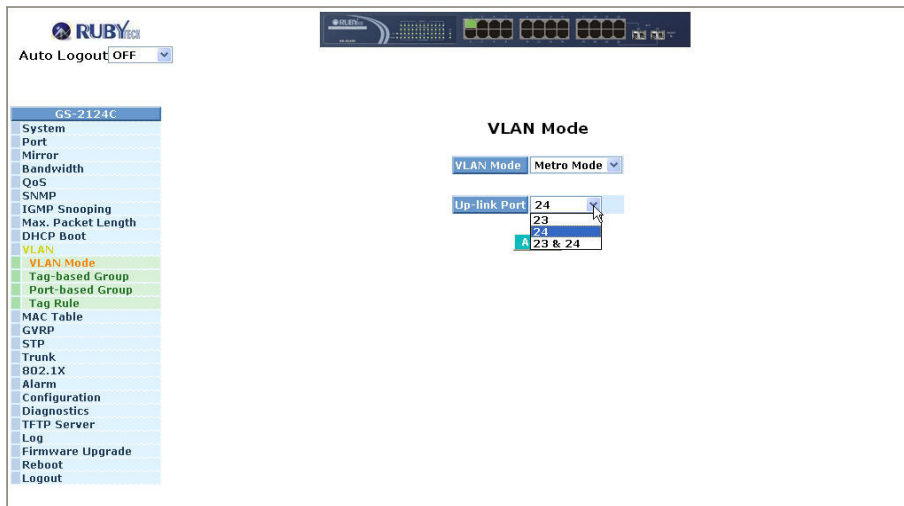 RUBYTECH
Auto Logout OFF
GS-2124C
System
Port
Mirror
Bandwidth
QoS
SNMP
IGMP Snooping
Max. Packet Length
DHCP Boot
VLAN
VLAN Mode
Tag-based Group
Port-based Group
Tag Rule
MAC Table
GVRP
STP
Trunk
802.1X
Alarm
Configuration
Diagnostics
TFTP Server
Log
Firmware Upgrade
Reboot
Logout
VLAN Mode
VLAN Mode Metro Mode
Up-link Port 24
23
24
23 & 24